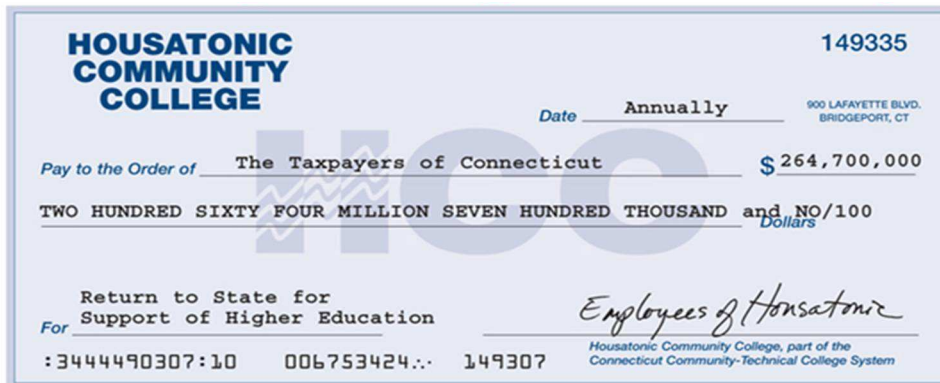 HOUSATONIC
COMMUNITY
COLLEGE
149335
Date Annually
900 LAFAYETTE BLVD.
BRIDGEPORT, CT
Pay to the Order of The Taxpayers of Connecticut $ 264,700,000
HCC
TWO HUNDRED SIXTY FOUR MILLION SEVEN HUNDRED THOUSAND and NO/100
Dollars
Return to State for
For Support of Higher Education
Employees of Housatonic
Housatonic Community College, part of the
Connecticut Community-Technical College System
:3444490307:10 006753424.·. 149307